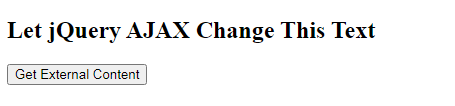 Let jQuery AJAX Change This Text
Get External Content